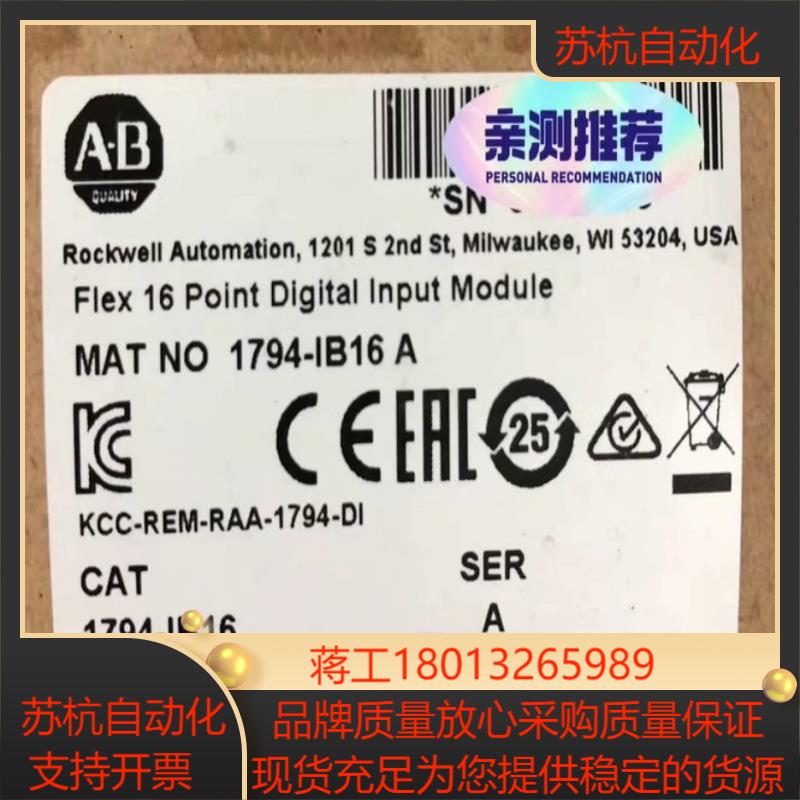 苏杭自动化
A·B
QUALITY
亲测推荐
PERSONAL RECOMMENDATION
*SN
Rockwell Automation, 1201 S 2nd St, Milwaukee, WI 53204, USA
Flex 16 Point Digital Input Module
MAT NO 1794-IB16 A
KC CE EAC 25
KCC-REM-RAA-1794-DI
CAT SER
1794-IB16 A
蒋工18013265989
苏杭自动化
支持开票
品牌质量放心采购质量保证
现货充足为您提供稳定的货源